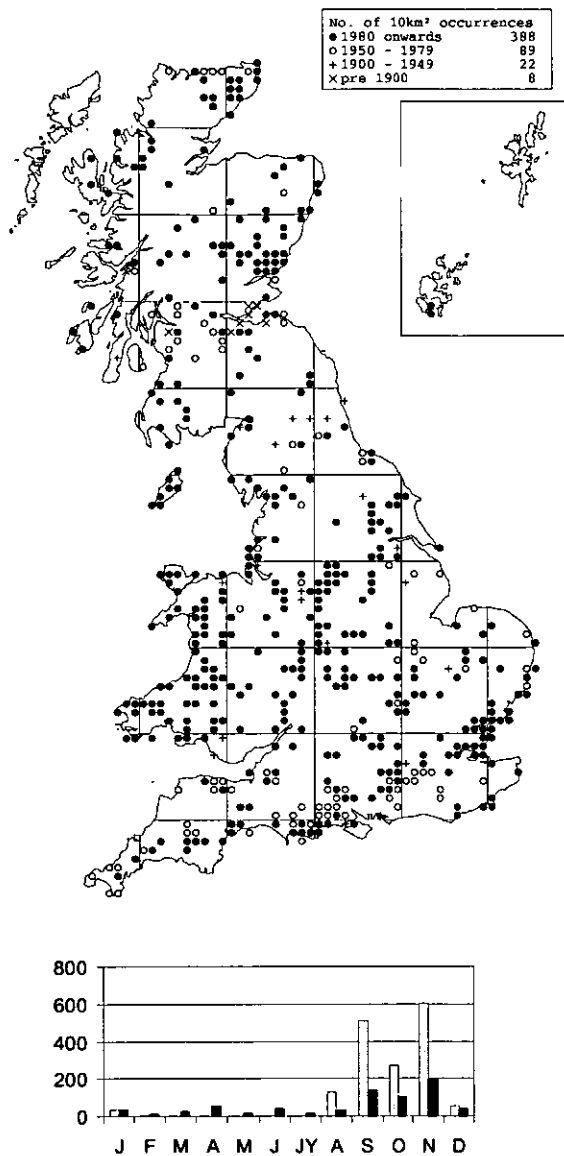 No. of 10km² occurrences
● 1980 onwards 388
○ 1950 - 1979 89
+ 1900 - 1949 22
× pre 1900 8
800
600
400
200
0
J F M A M J JY A S O N D